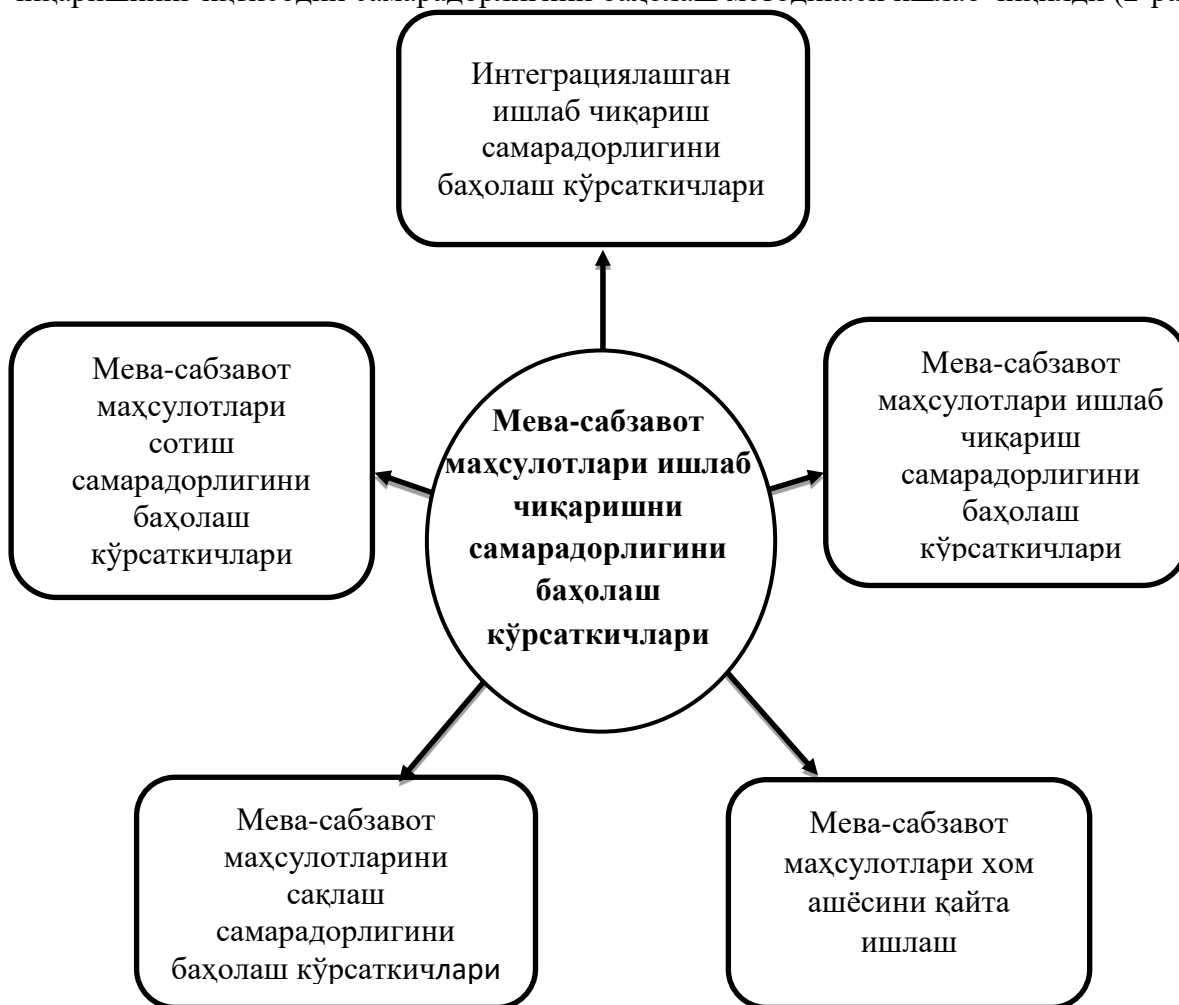 Интеграциялашган
ишлаб чиқариш
самарадорлигини
баҳолаш кўрсаткичлари
Мева-сабзавот
маҳсулотлари
сотиш
самарадорлигини
баҳолаш
кўрсаткичлари
Мева-сабзавот
маҳсулотлари ишлаб
чиқаришни
самарадорлигини
баҳолаш
кўрсаткичлари
Мева-сабзавот
маҳсулотлари ишлаб
чиқариш
самарадорлигини
баҳолаш
кўрсаткичлари
Мева-сабзавот
маҳсулотларини
сақлаш
самарадорлигини
баҳолаш кўрсаткичлари
Мева-сабзавот
маҳсулотлари хом
ашёсини қайта
ишлаш